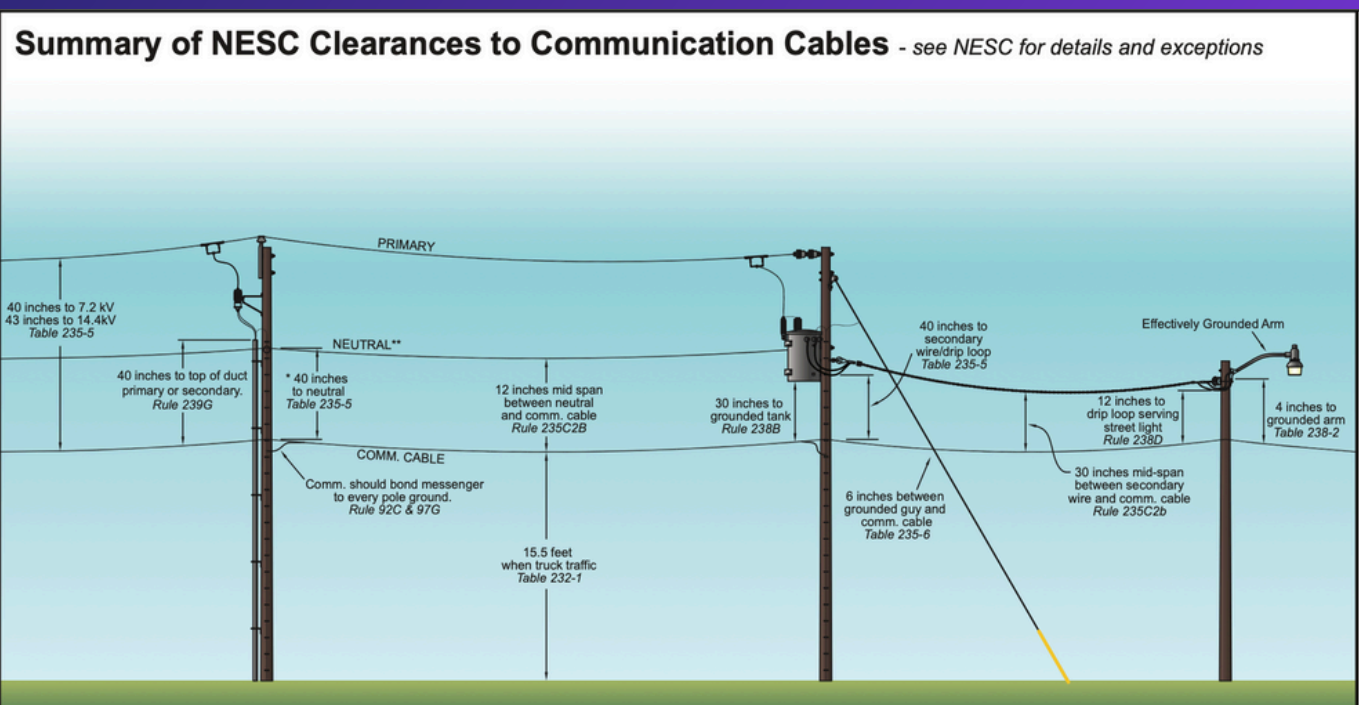 Summary of NESC Clearances to Communication Cables - see NESC for details and exceptions
PRIMARY
40 inches to 7.2 kV
43 inches to 14.4kV
Table 235-5
NEUTRAL**
40 inches to top of duct
primary or secondary.
Rule 239G
* 40 inches
to neutral
Table 235-5
12 inches mid span
between neutral
and comm. cable
Rule 235C2B
30 inches to
grounded tank
Rule 238B
40 inches to
secondary
wire/drip loop
Table 235-5
Effectively Grounded Arm
12 inches to
drip loop serving
street light
Rule 238D
4 inches to
grounded arm
Table 238-2
COMM. CABLE
Comm. should bond messenger
to every pole ground.
Rule 92C & 97G
15.5 feet
when truck traffic
Table 232-1
6 inches between
grounded guy and
comm. cable
Table 235-6
30 inches mid-span
between secondary
wire and comm. cable
Rule 235C2b